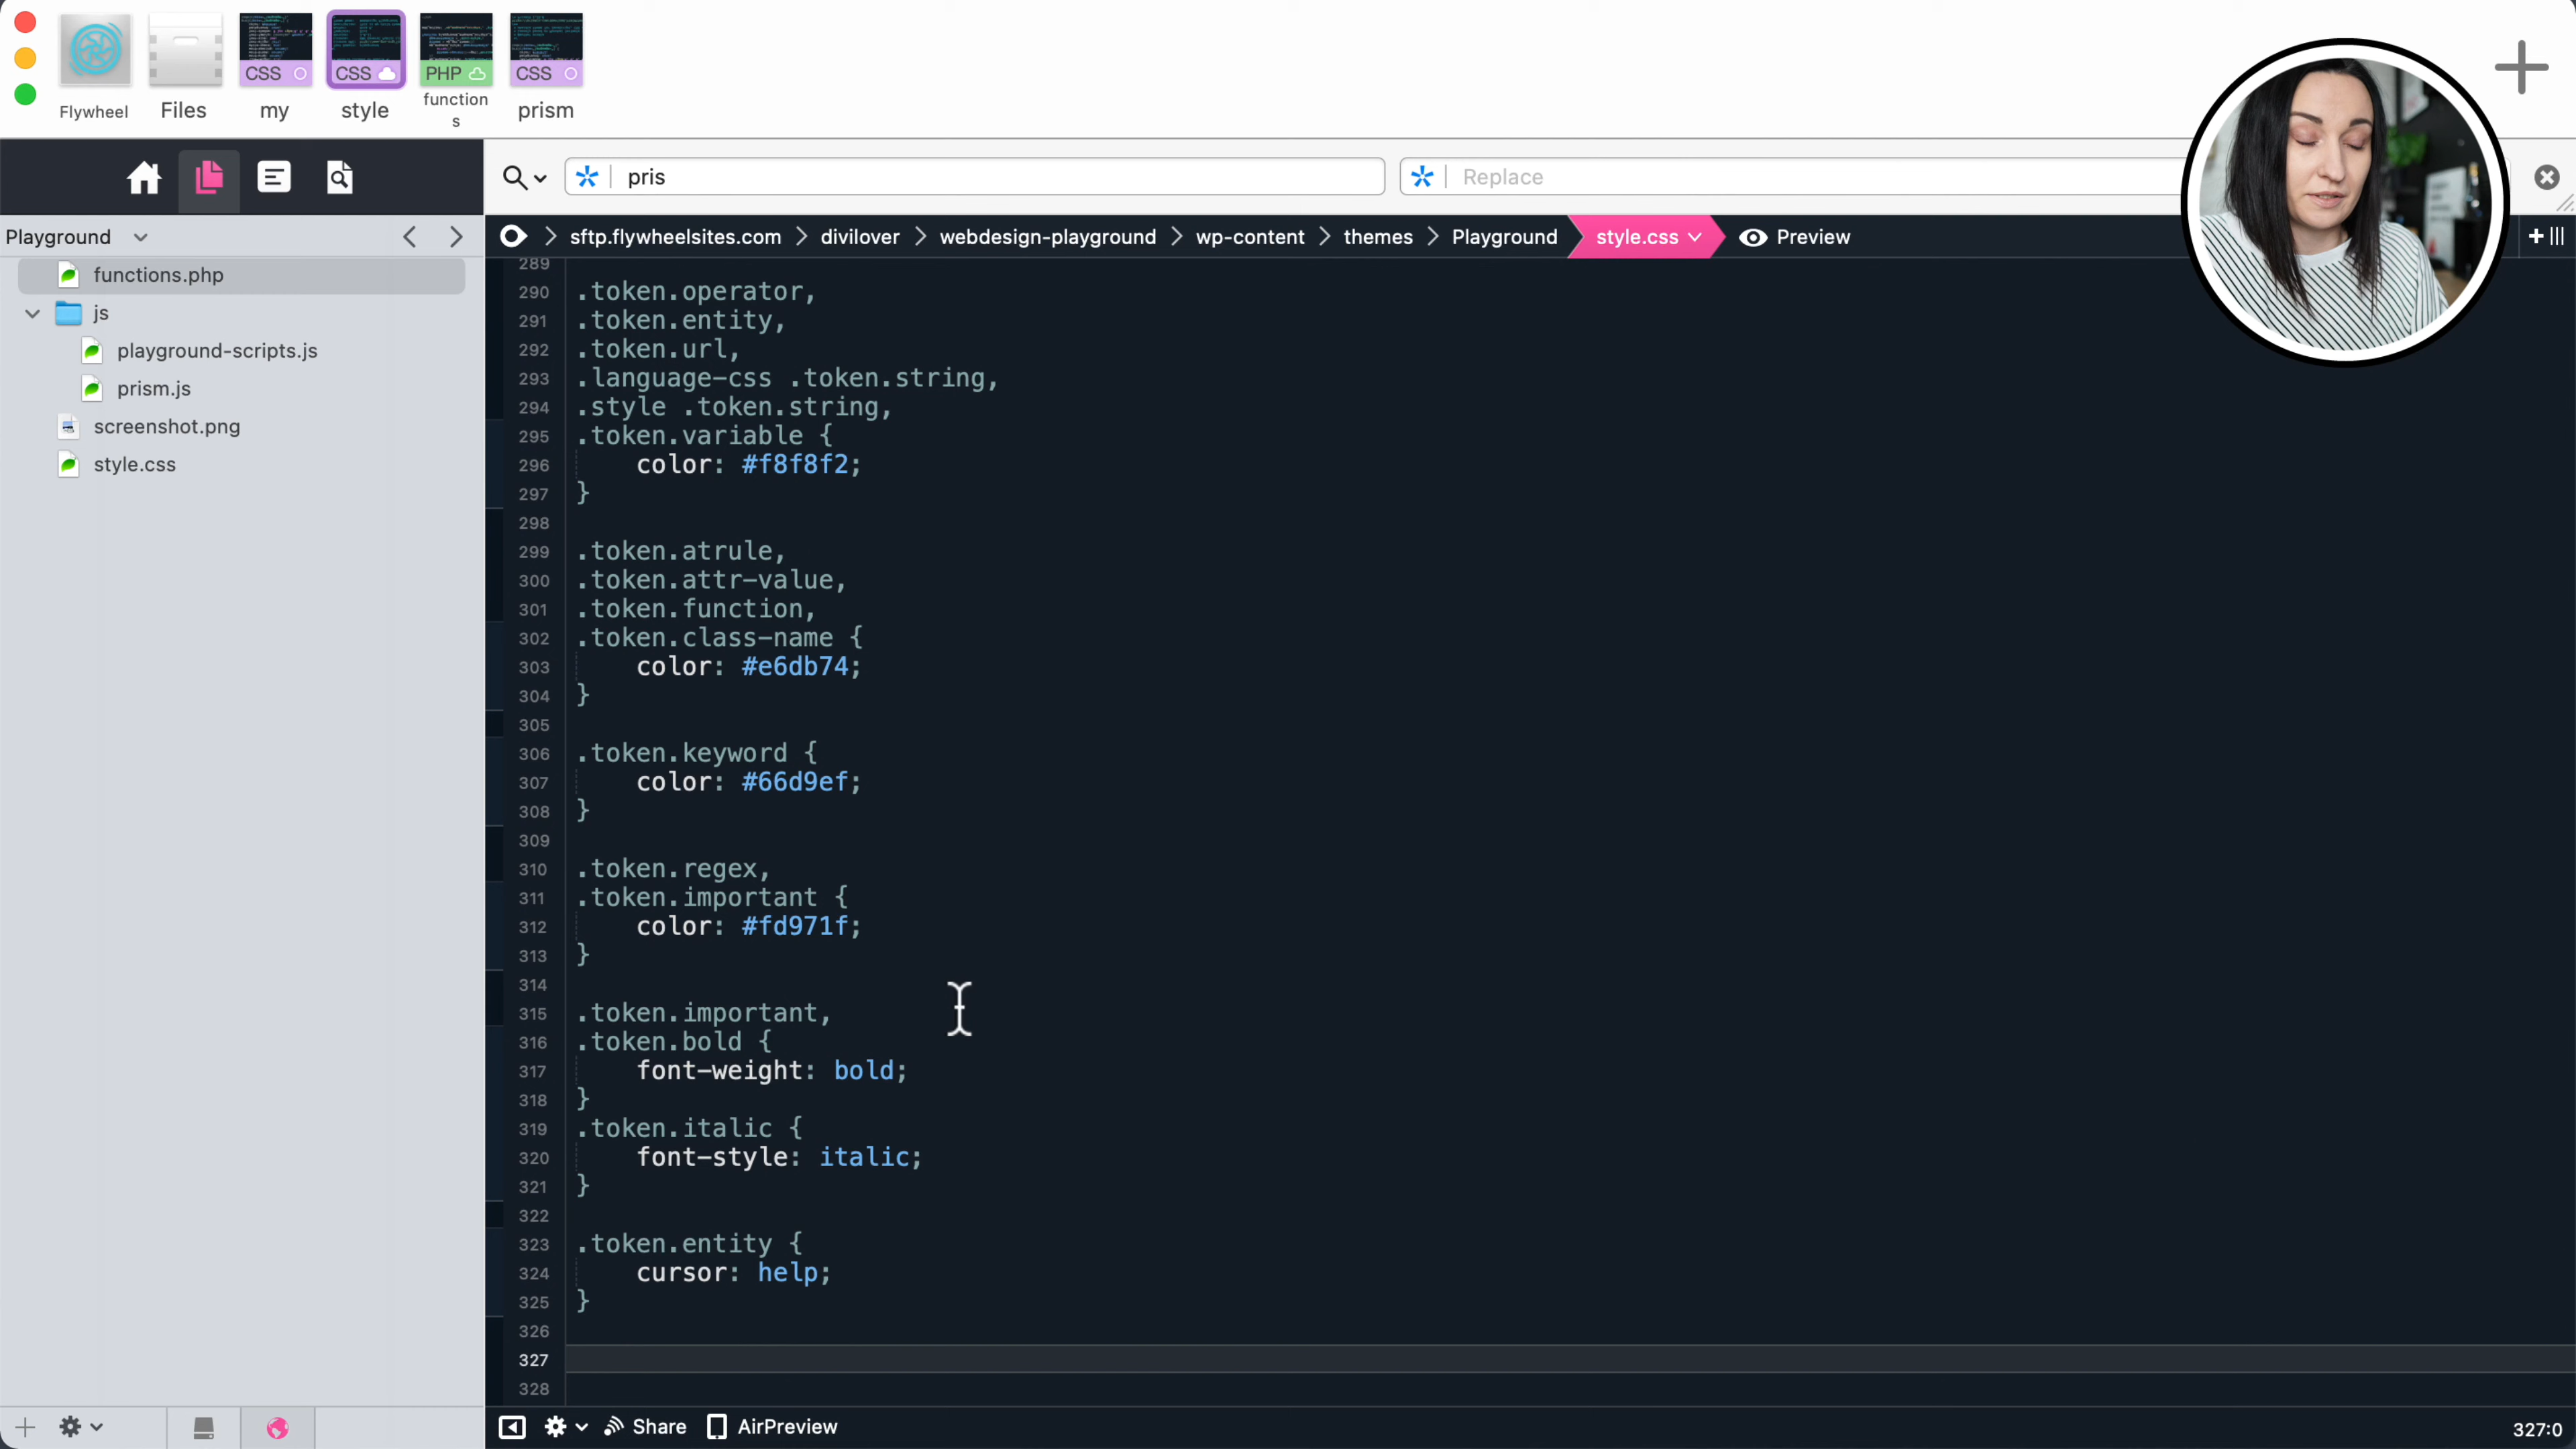 CSS
CSS
PHP
CSS
Flywheel
Files
my
style
function
s
prism
pris
Replace
Playground
sftp.flywheelsites.com
divilover
webdesign-playground
wp-content
themes
Playground
style.css
Preview
functions.php
js
playground-scripts.js
prism.js
screenshot.png
style.css
289
290 .token.operator,
291 .token.entity,
292 .token.url,
293 .language-css .token.string,
294 .style .token.string,
295 .token.variable {
296 color: #f8f8f2;
297 }
298
299 .token.atrule,
300 .token.attr-value,
301 .token.function,
302 .token.class-name {
303 color: #e6db74;
304 }
305
306 .token.keyword {
307 color: #66d9ef;
308 }
309
310 .token.regex,
311 .token.important {
312 color: #fd971f;
313 }
314
315 .token.important,
316 .token.bold {
317 font-weight: bold;
318 }
319 .token.italic {
320 font-style: italic;
321 }
322
323 .token.entity {
324 cursor: help;
325 }
326
327
328
Share
AirPreview
327:0